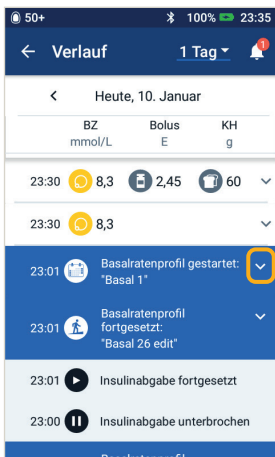 50+ 100% 23:35
Verlauf 1 Tag 1
Heute, 10. Januar
BZ Bolus KH
mmol/L E g
23:30 8,3 2,45 60
23:30 8,3
23:01 Basalratenprofil gestartet:
"Basal 1"
Basalratenprofil
23:01 fortgesetzt:
"Basal 26 edit"
23:01 Insulinabgabe fortgesetzt
23:00 Insulinabgabe unterbrochen